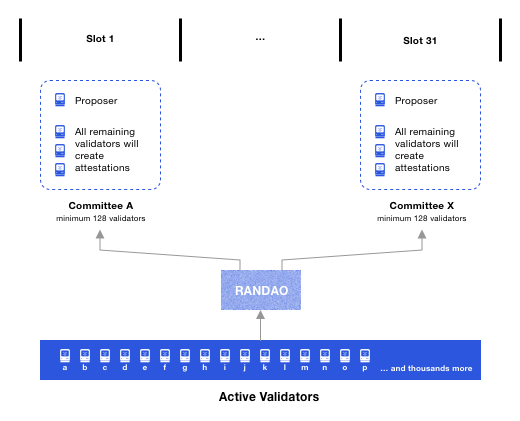 Slot 1
...
Slot 31
Proposer
All remaining
validators will
create
attestations
Proposer
All remaining
validators will
create
attestations
Committee A
minimum 128 validators
Committee X
minimum 128 validators
RANDAO
a b c d e f g h i j k l m n o p ... and thousands more
Active Validators